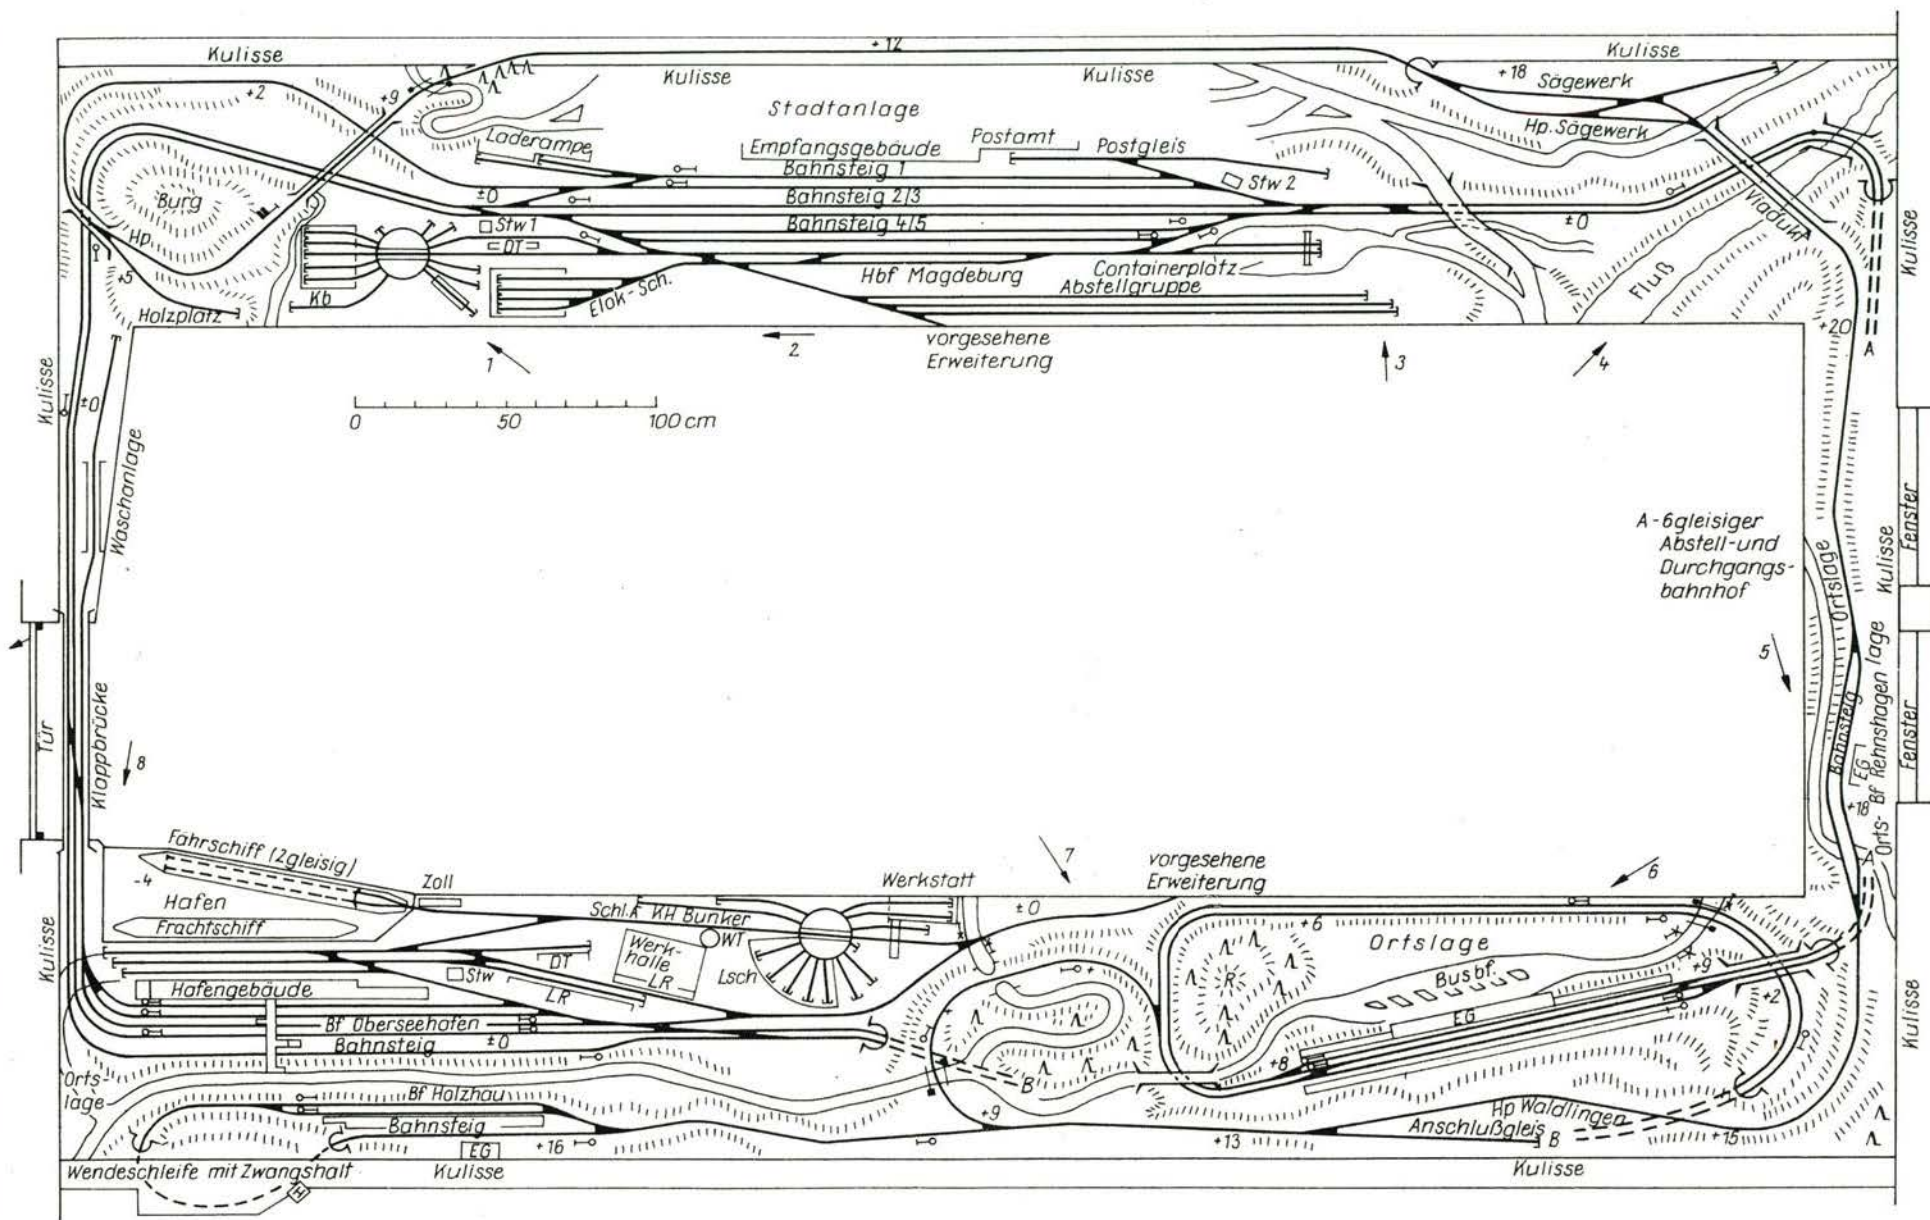 Kulisse
+12
Kulisse
Kulisse
Kulisse
+2
+9
+18
Sägewerk
Stadtanlage
Hp. Sägewerk
Laderampe
Empfangsgebäude
Postamt
Postgleis
Bahnsteig 1
Burg
±0
Bahnsteig 2/3
Stw 2
Viadukt
Stw 1
Bahnsteig 4/5
±0
Kulisse
Hp.
DT
+5
Hbf Magdeburg
Containerplatz
Abstellgruppe
Fluß
Kb
Elok-Sch.
Holzplatz
+20
A
1
2
vorgesehene
Erweiterung
3
4
Kulisse
±0
0
50
100 cm
Waschanlage
A-6gleisiger
Abstell-und
Durchgangs-
bahnhof
Fenster
Kulisse
Ortslage
5
Tür
Klappbrücke
8
Bahnsteig
EG
Bf Rehnshagen
Orts-
lage
Fenster
+18
A
Fährschiff (2gleisig)
-4
Hafen
Zoll
Frachtschiff
Werkstatt
7
vorgesehene
Erweiterung
6
Schl.A
KH
Bunker
±0
+6
Ortslage
Kulisse
WT
Werk-
halle
LR
Lsch
DT
Stw
LR
R
Busbf.
+9
+2
Hafengebäude
Bf Überseehafen
Bahnsteig
±0
EG
+8
Kulisse
Orts-
lage
Bf Holzhau
B
+9
Hp Waldlingen
Bahnsteig
Anschlußgleis
B
+15
+16
EG
+13
Wendeschleife mit Zwangshalt
Kulisse
Kulisse
H